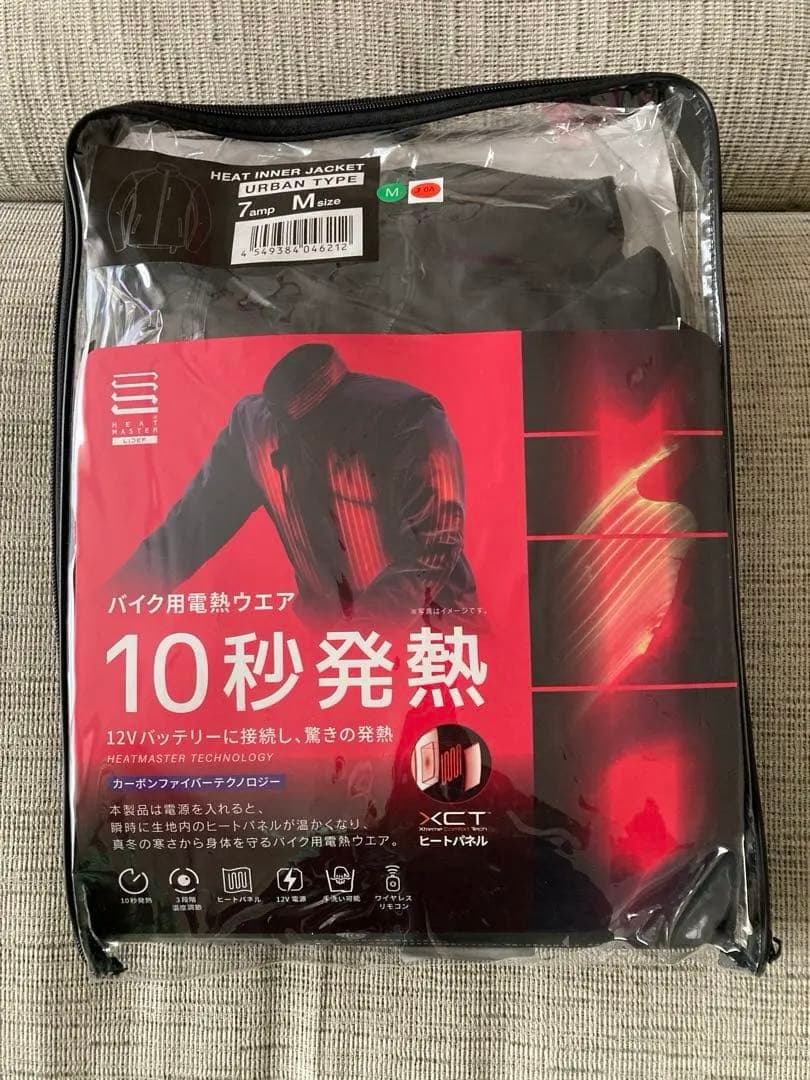 HEAT INNER JACKET
URBAN TYPE
7amp M size
M
7.0A
4 549384 046212
HEAT
MASTER
LIDEF
バイク用電熱ウエア
※写真はイメージです。
10秒発熱
12Vバッテリーに接続し、驚きの発熱
HEATMASTER TECHNOLOGY
カーボンファイバーテクノロジー
XCT
Xtreme Comfort Tech
ヒートパネル
本製品は電源を入れると、
瞬時に生地内のヒートパネルが温かくなり、
真冬の寒さから身体を守るバイク用電熱ウエア。
10秒発熱
3段階
温度調節
ヒートパネル
12V電源
手洗い可能
ワイヤレス
リモコン